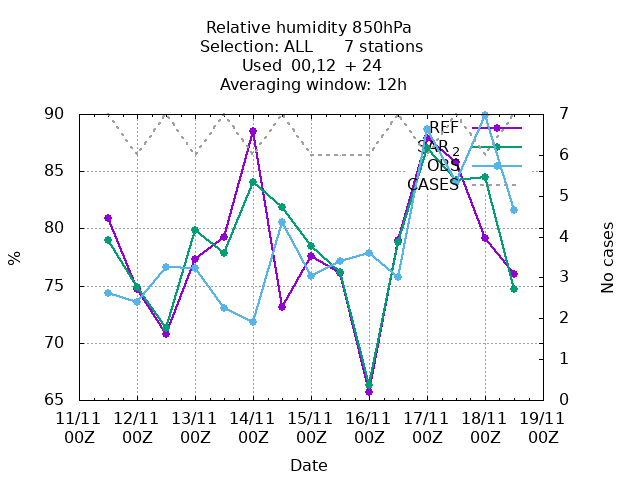 Relative humidity 850hPa
Selection: ALL 7 stations
Used 00,12 + 24
Averaging window: 12h
90 7
REF
SAR_2
OBS
CASES
6
85
5
80 4
75 3
2
70
1
65 0
%
No cases
11/11 12/11 13/11 14/11 15/11 16/11 17/11 18/11 19/11
00Z 00Z 00Z 00Z 00Z 00Z 00Z 00Z 00Z
Date